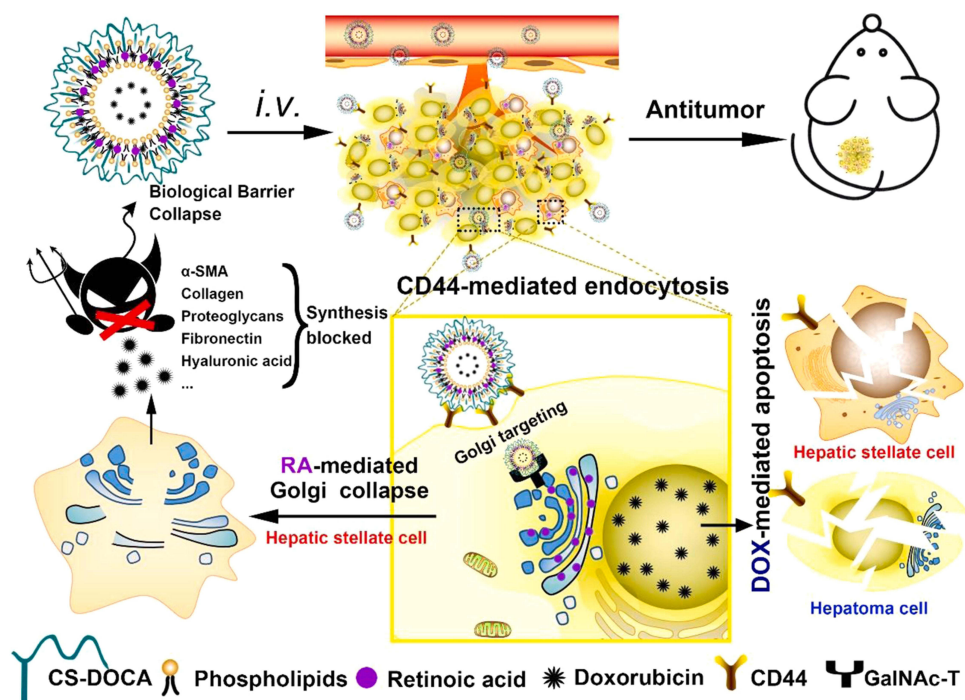 i.v.
Antitumor
Biological Barrier
Collapse
α-SMA
Collagen
Proteoglycans
Fibronectin
Hyaluronic acid
...
Synthesis
blocked
CD44-mediated endocytosis
Golgi targeting
RA-mediated
Golgi collapse
Hepatic stellate cell
DOX-mediated apoptosis
Hepatic stellate cell
Hepatoma cell
CS-DOCA
Phospholipids
Retinoic acid
Doxorubicin
CD44
GalNAc-T